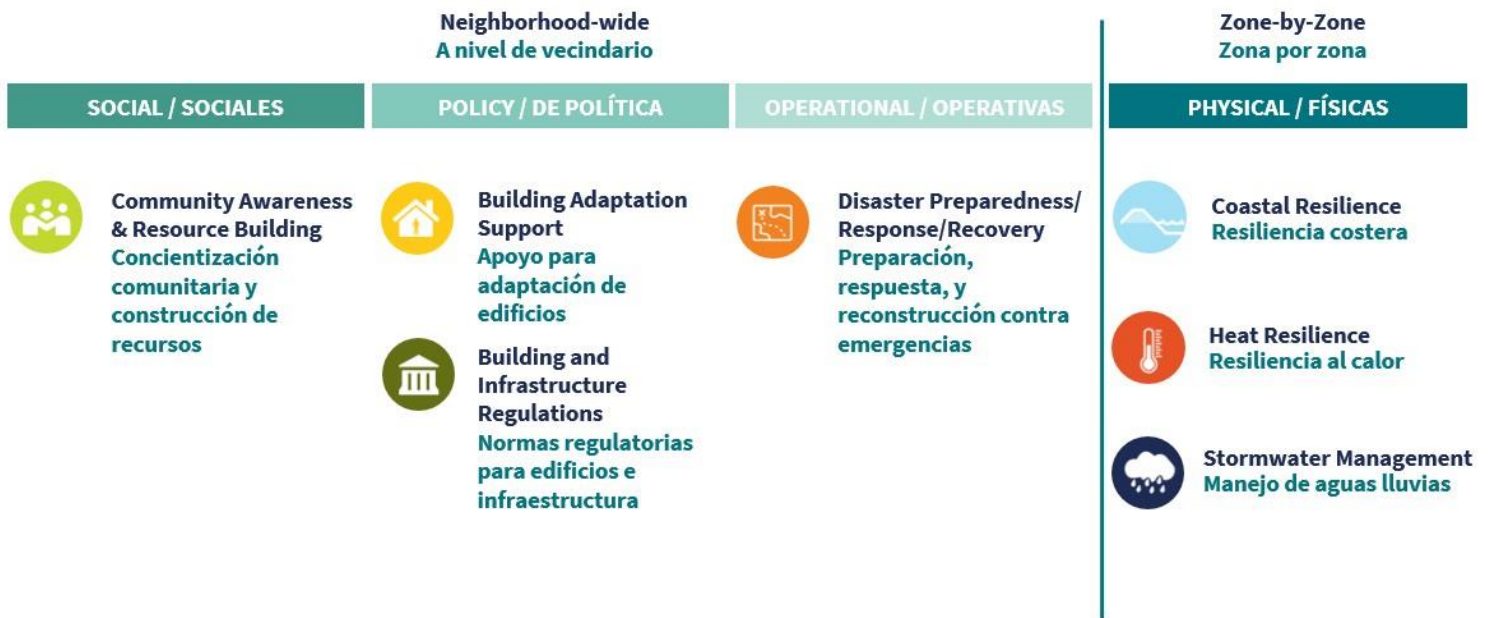 Neighborhood-wide
A nivel de vecindario
Zone-by-Zone
Zona por zona
SOCIAL / SOCIALES
POLICY / DE POLÍTICA
OPERATIONAL / OPERATIVAS
PHYSICAL / FÍSICAS
Community Awareness
& Resource Building
Concientización
comunitaria y
construcción de
recursos
Building Adaptation
Support
Apoyo para
adaptación de
edificios
Building and
Infrastructure
Regulations
Normas regulatorias
para edificios e
infraestructura
Disaster Preparedness/
Response/Recovery
Preparación,
respuesta, y
reconstrucción contra
emergencias
Coastal Resilience
Resiliencia costera
Heat Resilience
Resiliencia al calor
Stormwater Management
Manejo de aguas lluvias